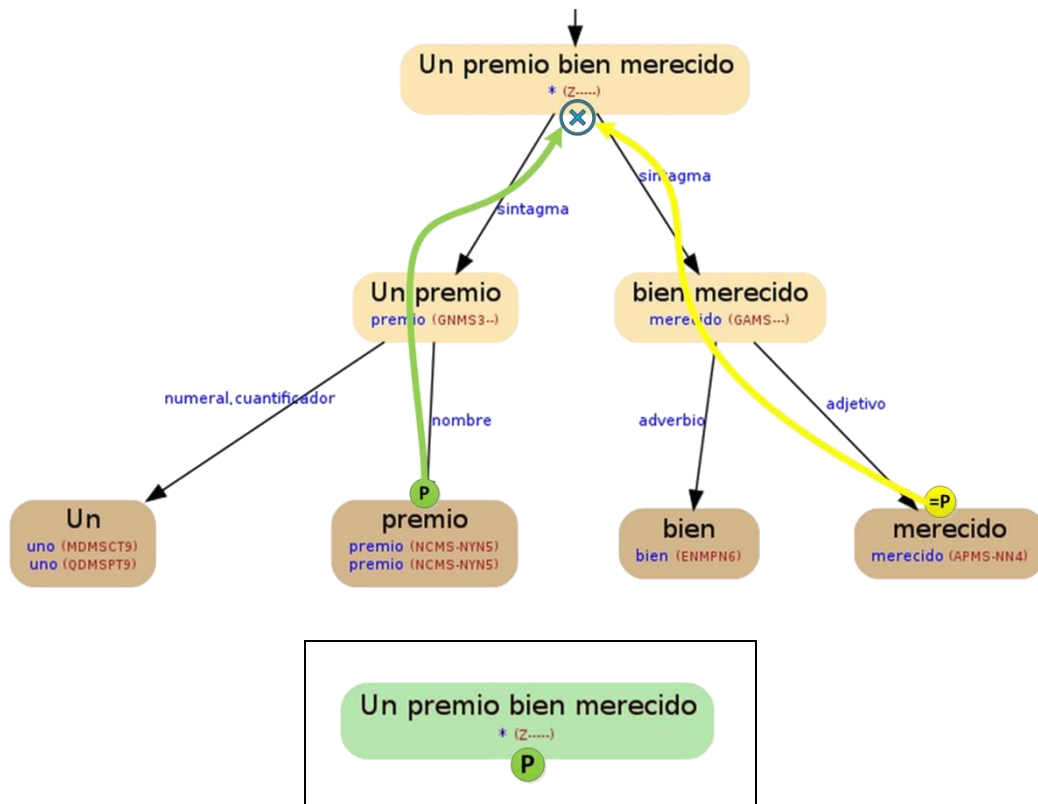 Un premio bien merecido
* (Z-----)
sintagma
sintagma
Un premio
premio (GNMS3--)
bien merecido
merecido (GAMS---)
numeral,cuantificador
nombre
adverbio
adjetivo
P
=P
Un
uno (MDMSCT9)
uno (QDMSPT9)
premio
premio (NCMS-NYN5)
premio (NCMS-NYN5)
bien
bien (ENMPN6)
merecido
merecido (APMS-NN4)
Un premio bien merecido
* (Z-----)
P